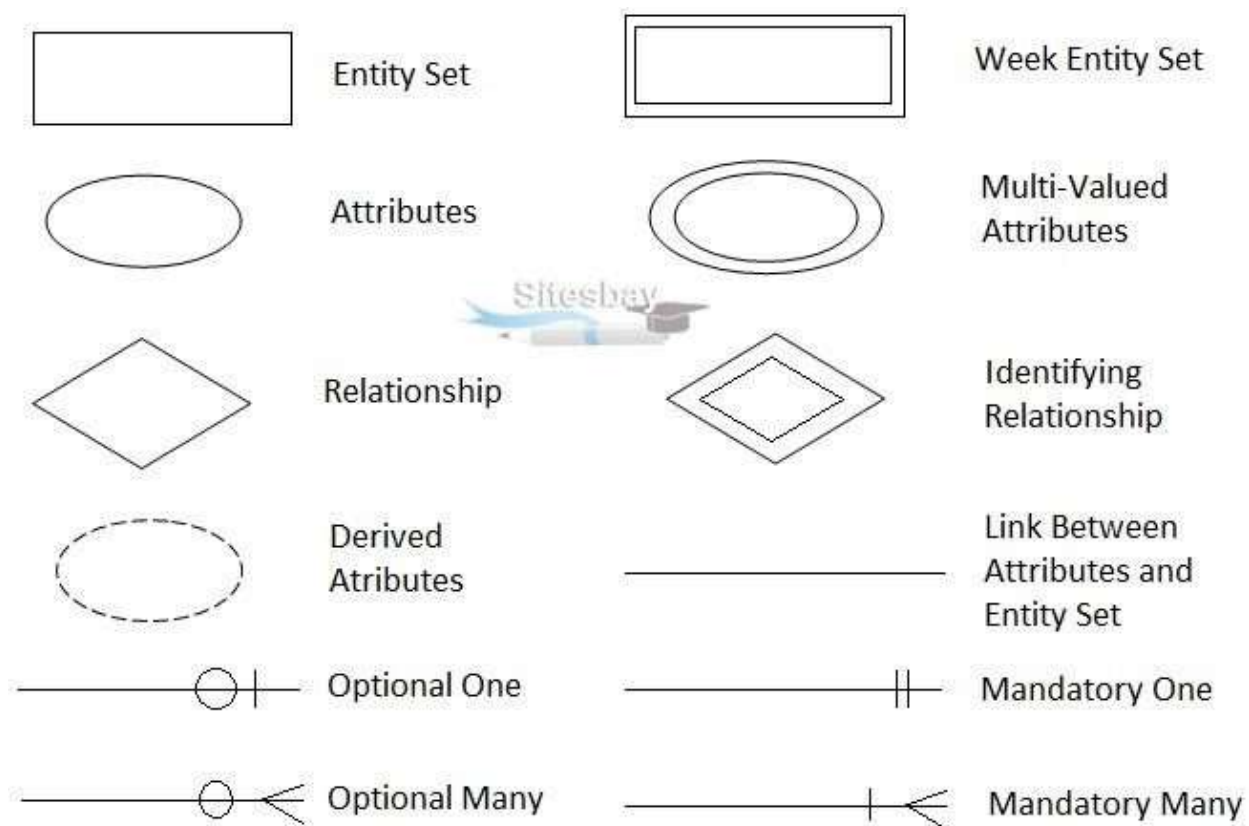 Entity Set
Week Entity Set
Attributes
Multi-Valued
Attributes
Sitesbay
Relationship
Identifying
Relationship
Derived
Atributes
Link Between
Attributes and
Entity Set
Optional One
Mandatory One
Optional Many
Mandatory Many